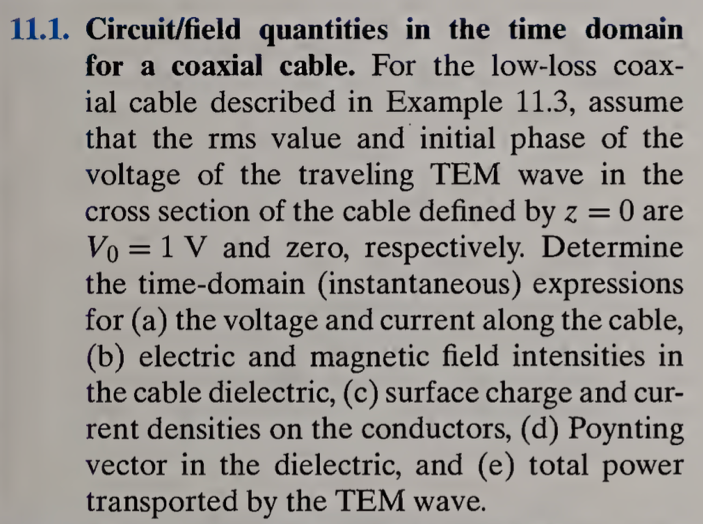 11.1. Circuit/field quantities in the time domain
for a coaxial cable. For the low-loss coax-
ial cable described in Example 11.3, assume
that the rms value and initial phase of the
voltage of the traveling TEM wave in the
cross section of the cable defined by z = 0 are
V₀ = 1 V and zero, respectively. Determine
the time-domain (instantaneous) expressions
for (a) the voltage and current along the cable,
(b) electric and magnetic field intensities in
the cable dielectric, (c) surface charge and cur-
rent densities on the conductors, (d) Poynting
vector in the dielectric, and (e) total power
transported by the TEM wave.